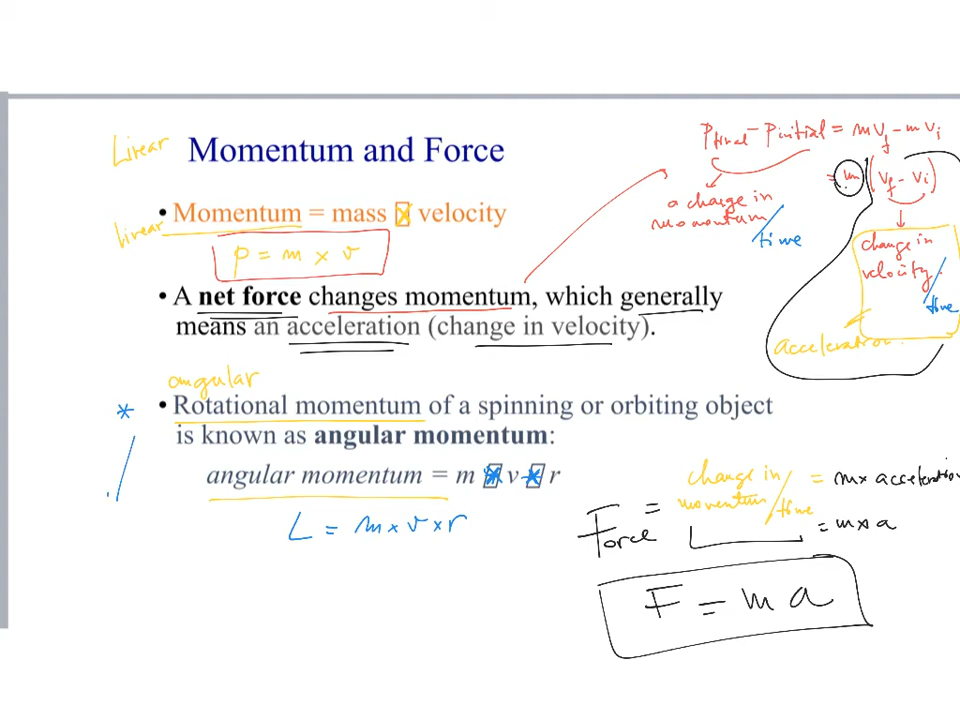 Linear
Momentum and Force
linear
• Momentum = mass × velocity
p = m × v
• A net force changes momentum, which generally
means an acceleration (change in velocity).
Pfinal - Pinitial = mvf - mvi
= m (vf - vi)
a change in
momentum / time
change in
velocity / time
acceleration
angular
* • Rotational momentum of a spinning or orbiting object
is known as angular momentum:
angular momentum = m × v × r
L = m × v × r
Force = change in momentum / time = m × acceleration
= m × a
F = ma